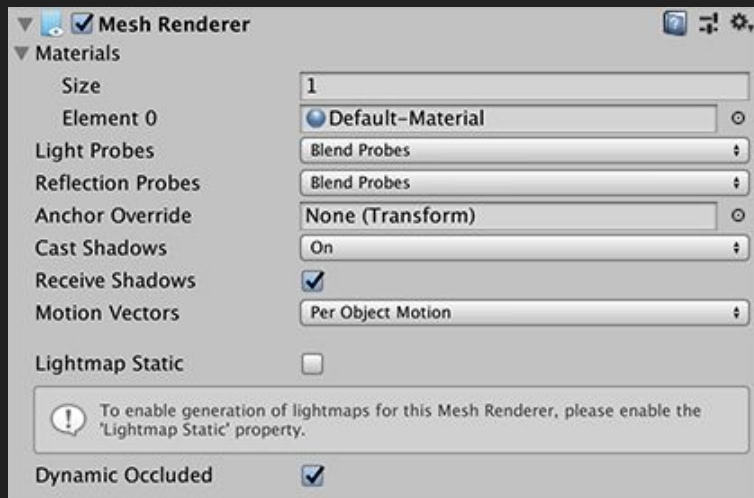 Mesh Renderer
Materials
Size 1
Element 0 Default-Material
Light Probes Blend Probes
Reflection Probes Blend Probes
Anchor Override None (Transform)
Cast Shadows On
Receive Shadows
Motion Vectors Per Object Motion
Lightmap Static
To enable generation of lightmaps for this Mesh Renderer, please enable the
'Lightmap Static' property.
Dynamic Occluded